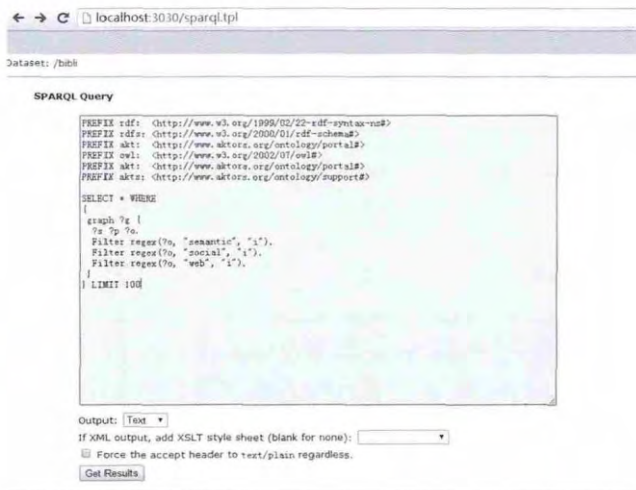 localhost:3030/sparql.tpl
Dataset: /bibli
SPARQL Query
PREFIX rdf: <http://www.w3.org/1999/02/22-rdf-syntax-ns#>
PREFIX rdfs: <http://www.w3.org/2000/01/rdf-schema#>
PREFIX akt: <http://www.aktors.org/ontology/portal#>
PREFIX owl: <http://www.w3.org/2002/07/owl#>
PREFIX akt: <http://www.aktors.org/ontology/portal#>
PREFIX akts: <http://www.aktors.org/ontology/support#>
SELECT * WHERE
{
graph ?g {
?s ?p ?o.
Filter regex(?o, "semantic", "i").
Filter regex(?o, "social", "i").
Filter regex(?o, "web", "i").
}
} LIMIT 100
Output: Text
If XML output, add XSLT style sheet (blank for none):
Force the accept header to text/plain regardless.
Get Results